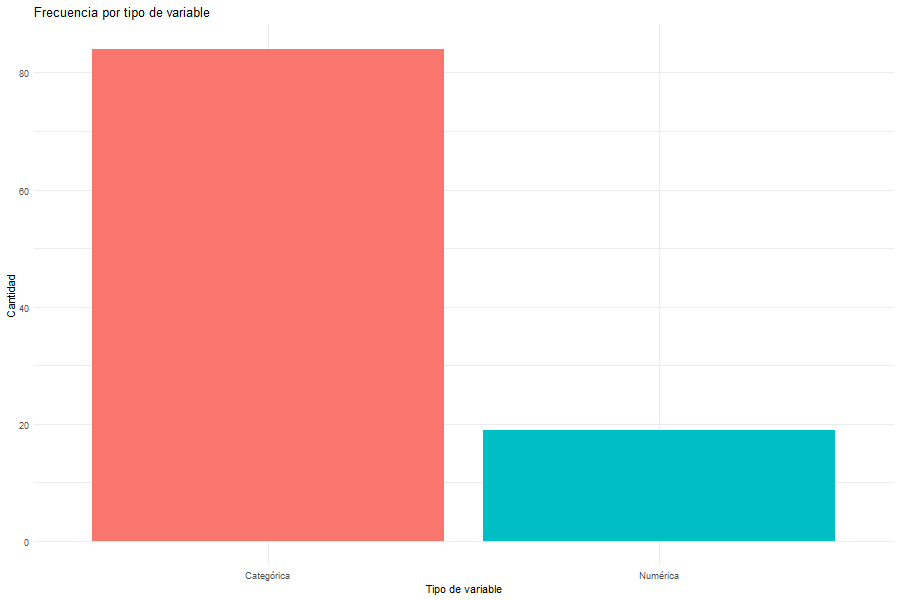 Frecuencia por tipo de variable
Cantidad
80
60
40
20
0
Categórica
Numérica
Tipo de variable